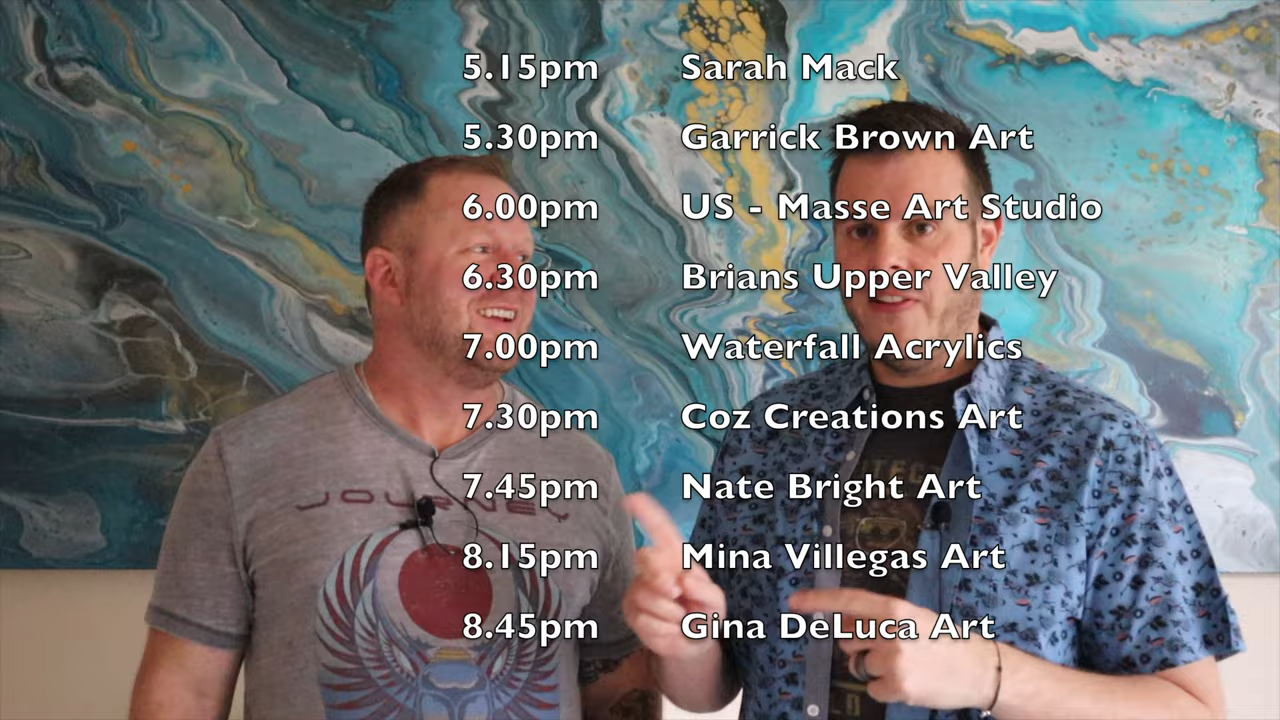 5.15pm Sarah Mack
5.30pm Garrick Brown Art
6.00pm US - Masse Art Studio
6.30pm Brians Upper Valley
7.00pm Waterfall Acrylics
7.30pm Coz Creations Art
7.45pm Nate Bright Art
8.15pm Mina Villegas Art
8.45pm Gina DeLuca Art
JOURNEY